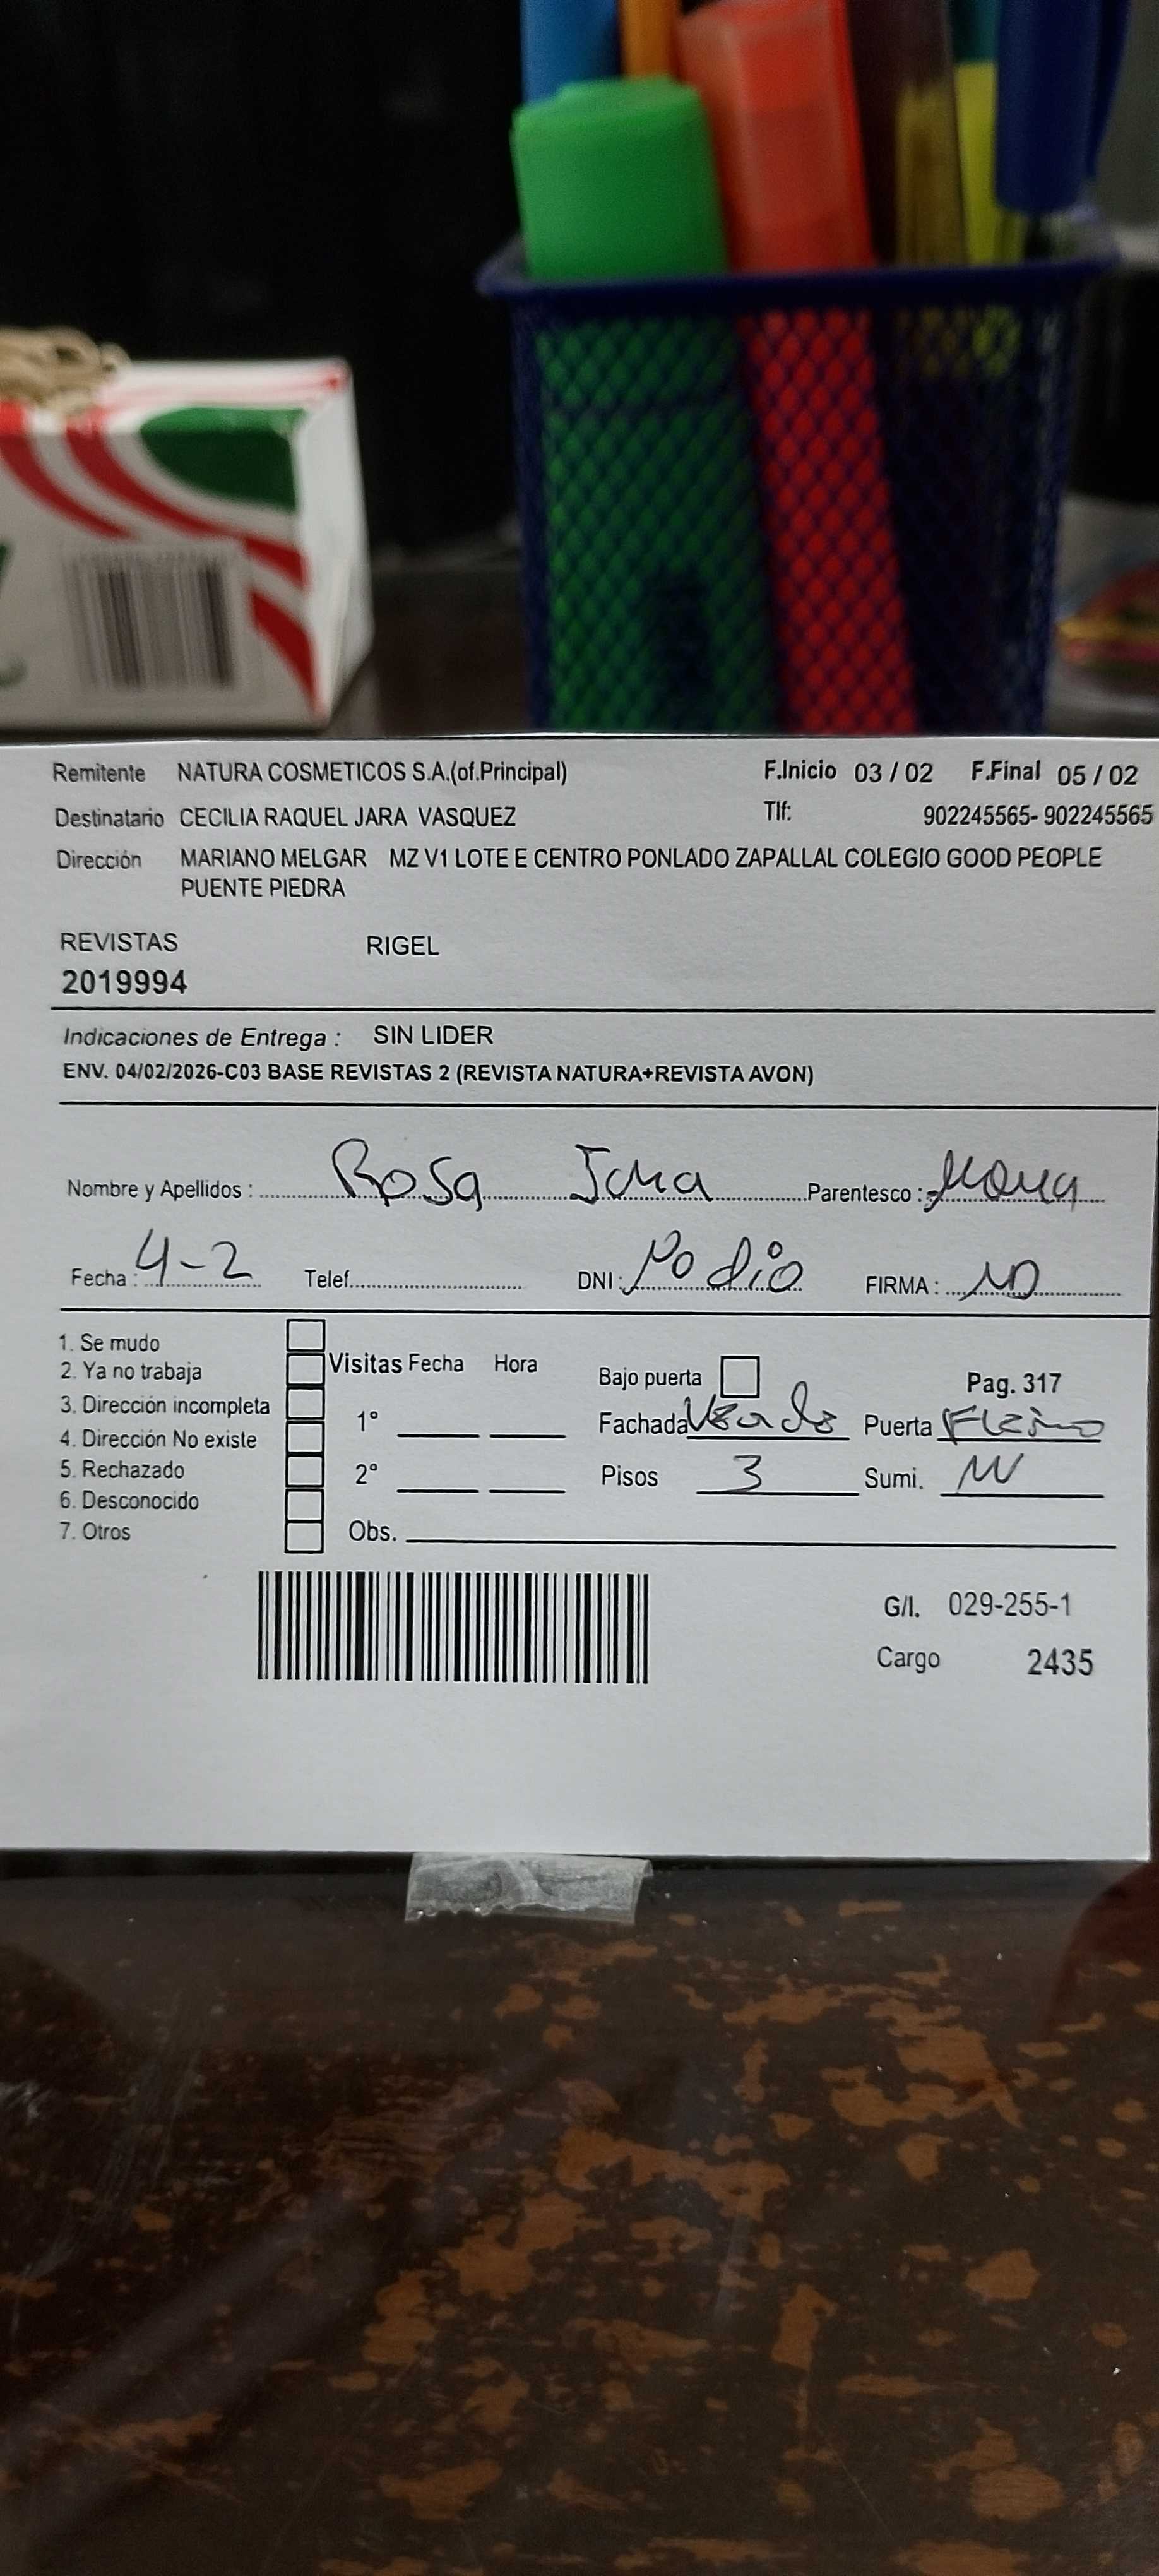 Remitente NATURA COSMETICOS S.A.(of.Principal) F.Inicio 03 / 02 F.Final 05 / 02
Destinatario CECILIA RAQUEL JARA VASQUEZ Tlf: 902245565- 902245565
Dirección MARIANO MELGAR MZ V1 LOTE E CENTRO PONLADO ZAPALLAL COLEGIO GOOD PEOPLE
PUENTE PIEDRA
REVISTAS RIGEL
2019994
Indicaciones de Entrega : SIN LIDER
ENV. 04/02/2026-C03 BASE REVISTAS 2 (REVISTA NATURA+REVISTA AVON)
Nombre y Apellidos : Rosa Jara Parentesco :
Fecha : 4-2 Telef. DNI : No dio FIRMA : ND
1. Se mudo
2. Ya no trabaja
3. Dirección incompleta
4. Dirección No existe
5. Rechazado
6. Desconocido
7. Otros
Visitas Fecha Hora
1°
2°
Bajo puerta Pag. 317
Fachada Puerta
Pisos 3 Sumi.
Obs.
G/I. 029-255-1
Cargo 2435